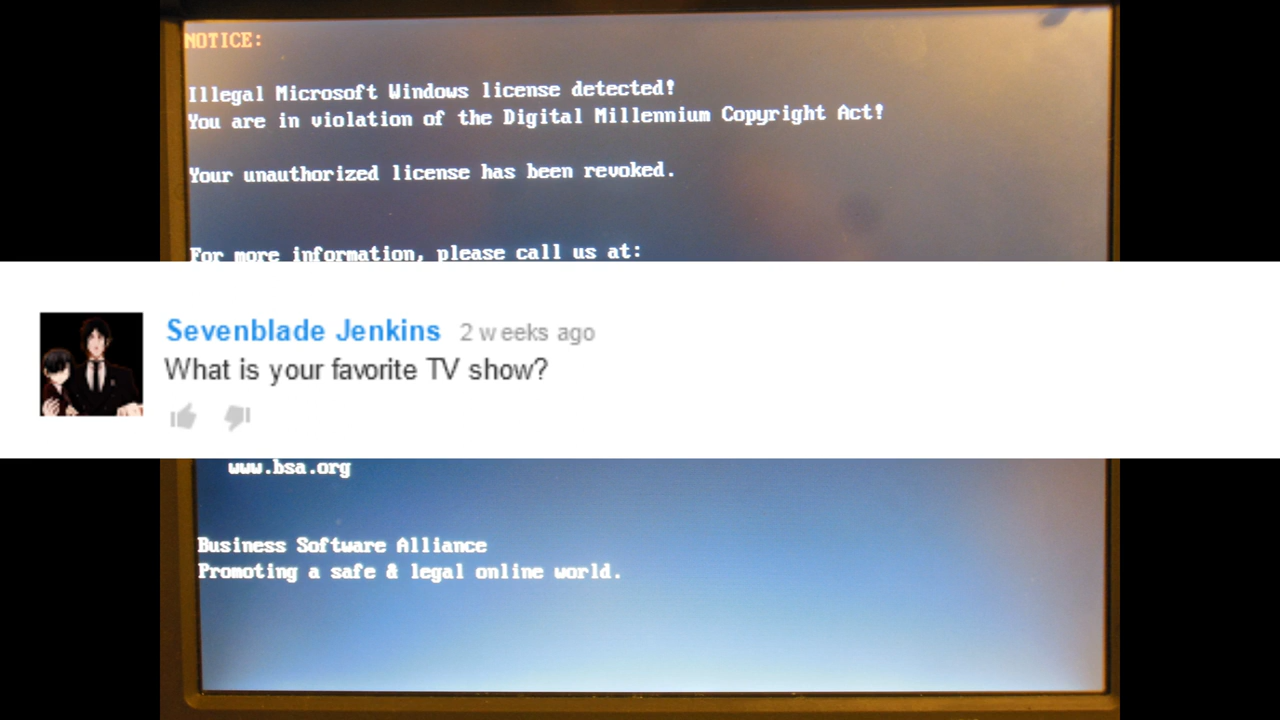 NOTICE:
Illegal Microsoft Windows license detected!
You are in violation of the Digital Millennium Copyright Act!
Your unauthorized license has been revoked.
For more information, please call us at:
Sevenblade Jenkins 2 weeks ago
What is your favorite TV show?
www.bsa.org
Business Software Alliance
Promoting a safe & legal online world.